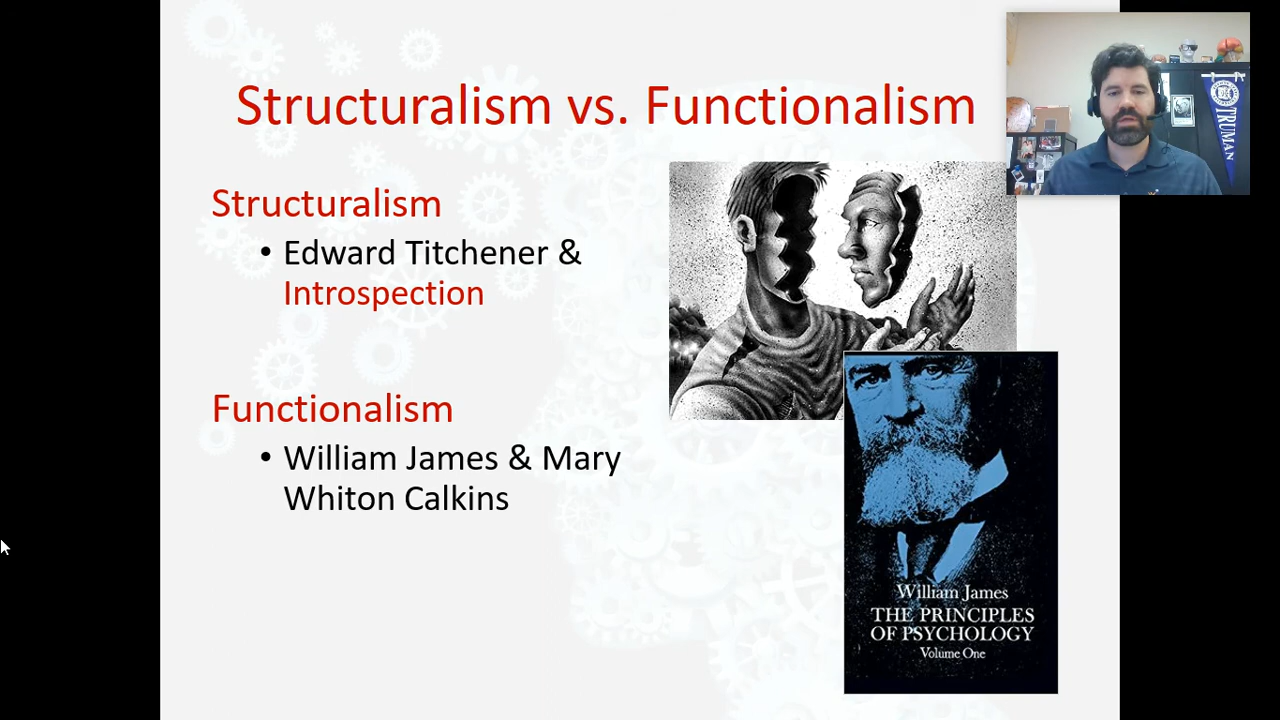 Structuralism vs. Functionalism
TRUMAN
Structuralism
• Edward Titchener &
Introspection
Functionalism
• William James & Mary
Whiton Calkins
William James
THE PRINCIPLES
OF PSYCHOLOGY
Volume One